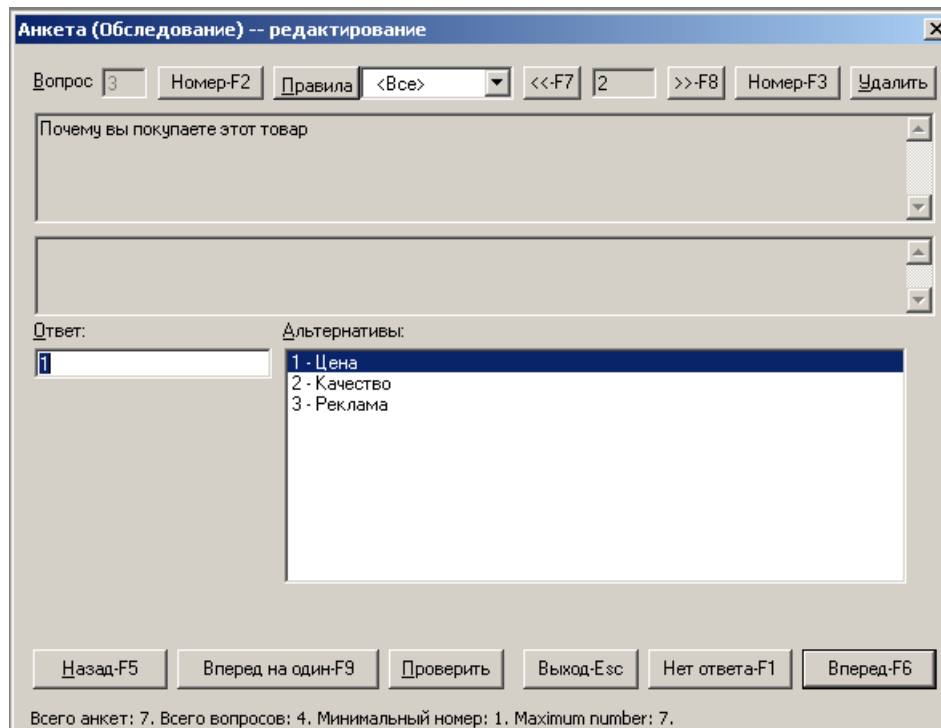 Анкета (Обследование) -- редактирование
Вопрос 3 Номер-F2 Правила <Все> <<-F7 2 >>-F8 Номер-F3 Удалить
Почему вы покупаете этот товар
Ответ: Альтернативы:
1 1 - Цена
2 - Качество
3 - Реклама
Назад-F5 Вперед на один-F9 Проверить Выход-Esc Нет ответа-F1 Вперед-F6
Всего анкет: 7. Всего вопросов: 4. Минимальный номер: 1. Maximum number: 7.